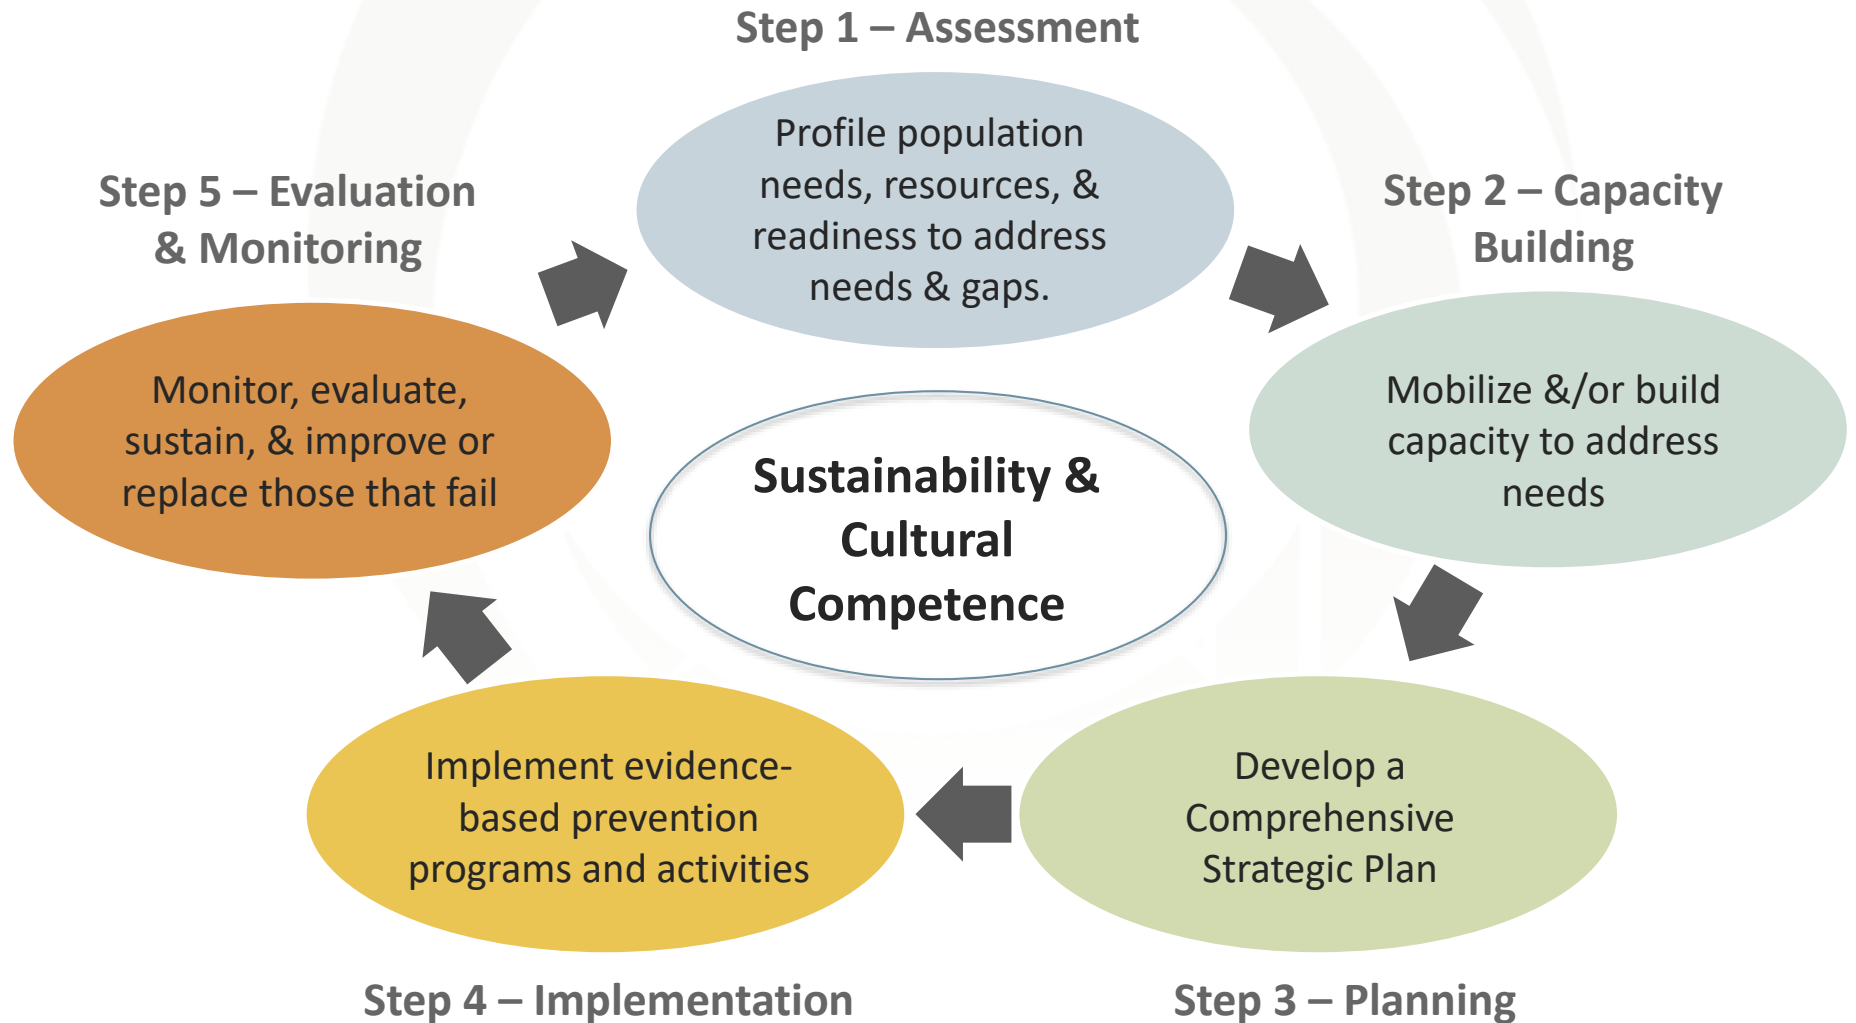 Step 1 – Assessment
Profile population
needs, resources, &
readiness to address
needs & gaps.
Step 2 – Capacity
Building
Mobilize &/or build
capacity to address
needs
Step 3 – Planning
Develop a
Comprehensive
Strategic Plan
Step 4 – Implementation
Implement evidence-
based prevention
programs and activities
Step 5 – Evaluation
& Monitoring
Monitor, evaluate,
sustain, & improve or
replace those that fail
Sustainability &
Cultural
Competence